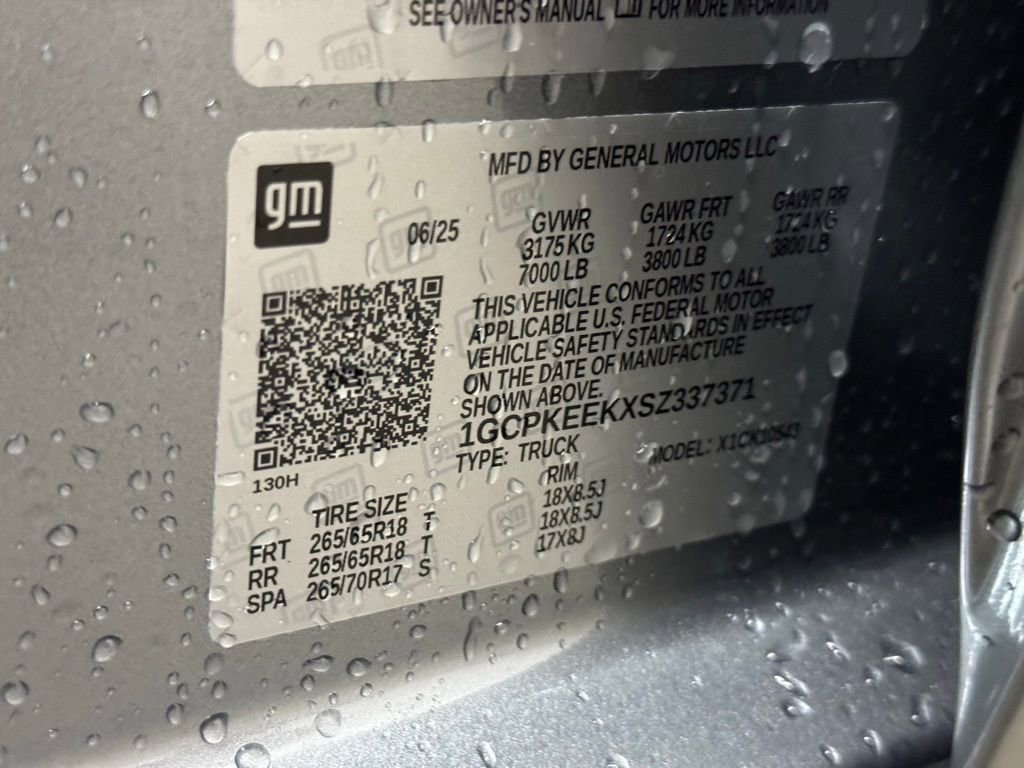 SEE OWNER'S MANUAL FOR MORE INFORMATION
gm
MFD BY GENERAL MOTORS LLC
06/25
GVWR GAWR FRT GAWR RR
3175 KG 1724 KG 1724 KG
7000 LB 3800 LB 3800 LB
THIS VEHICLE CONFORMS TO ALL
APPLICABLE U.S. FEDERAL MOTOR
VEHICLE SAFETY STANDARDS IN EFFECT
ON THE DATE OF MANUFACTURE
SHOWN ABOVE.
1GCPKEEKXSZ337371
TYPE: TRUCK MODEL: X1CK10543
130H
TIRE SIZE RIM
FRT 265/65R18 T 18X8.5J
RR 265/65R18 T 18X8.5J
SPA 265/70R17 S 17X8J